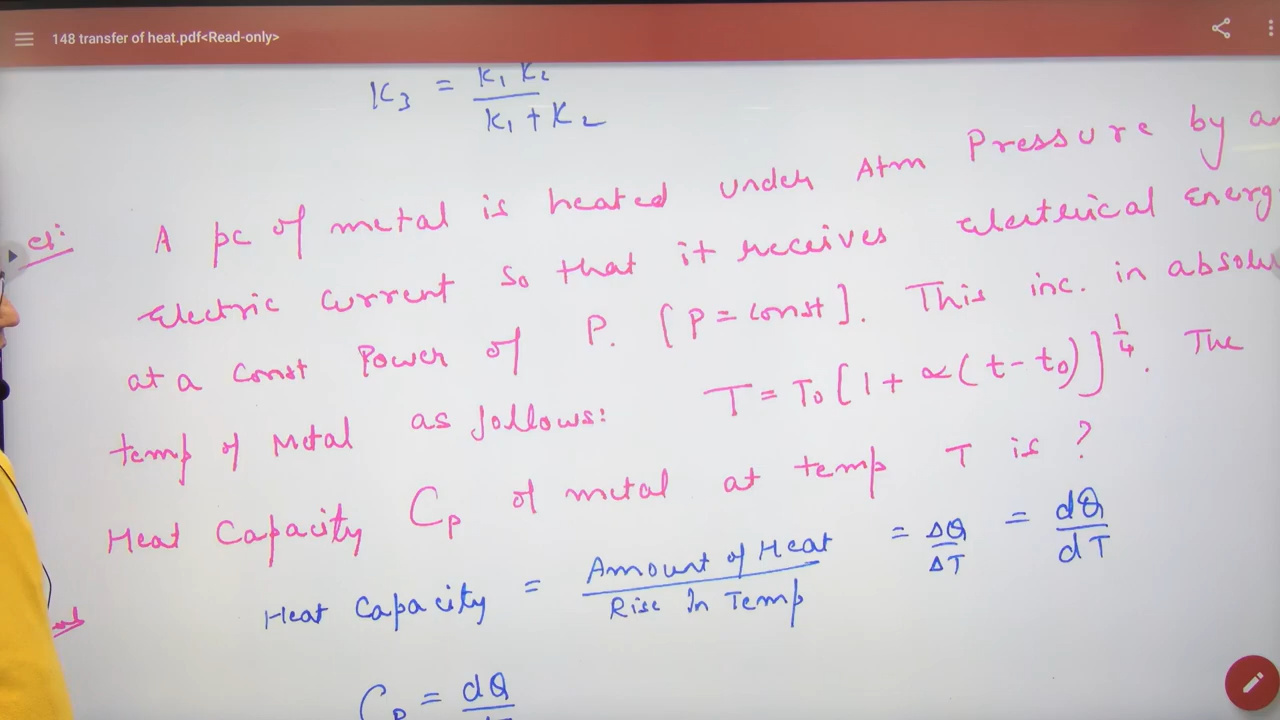 148 transfer of heat.pdf<Read-only>
K3 = K1 K2 / K1 + K2
A pc of metal is heated under Atm Pressure by an
Electric Current so that it receives electrical energ
at a const Power of P. [P = const]. This inc. in absolu
temp of Metal as follows: T = T0 [1 + α(t - t0)]^1/4. The
Heat Capacity Cp of metal at temp T is ?
Heat Capacity = Amount of Heat / Rise In Temp = ΔQ / ΔT = dQ / dT
Cp = dQ